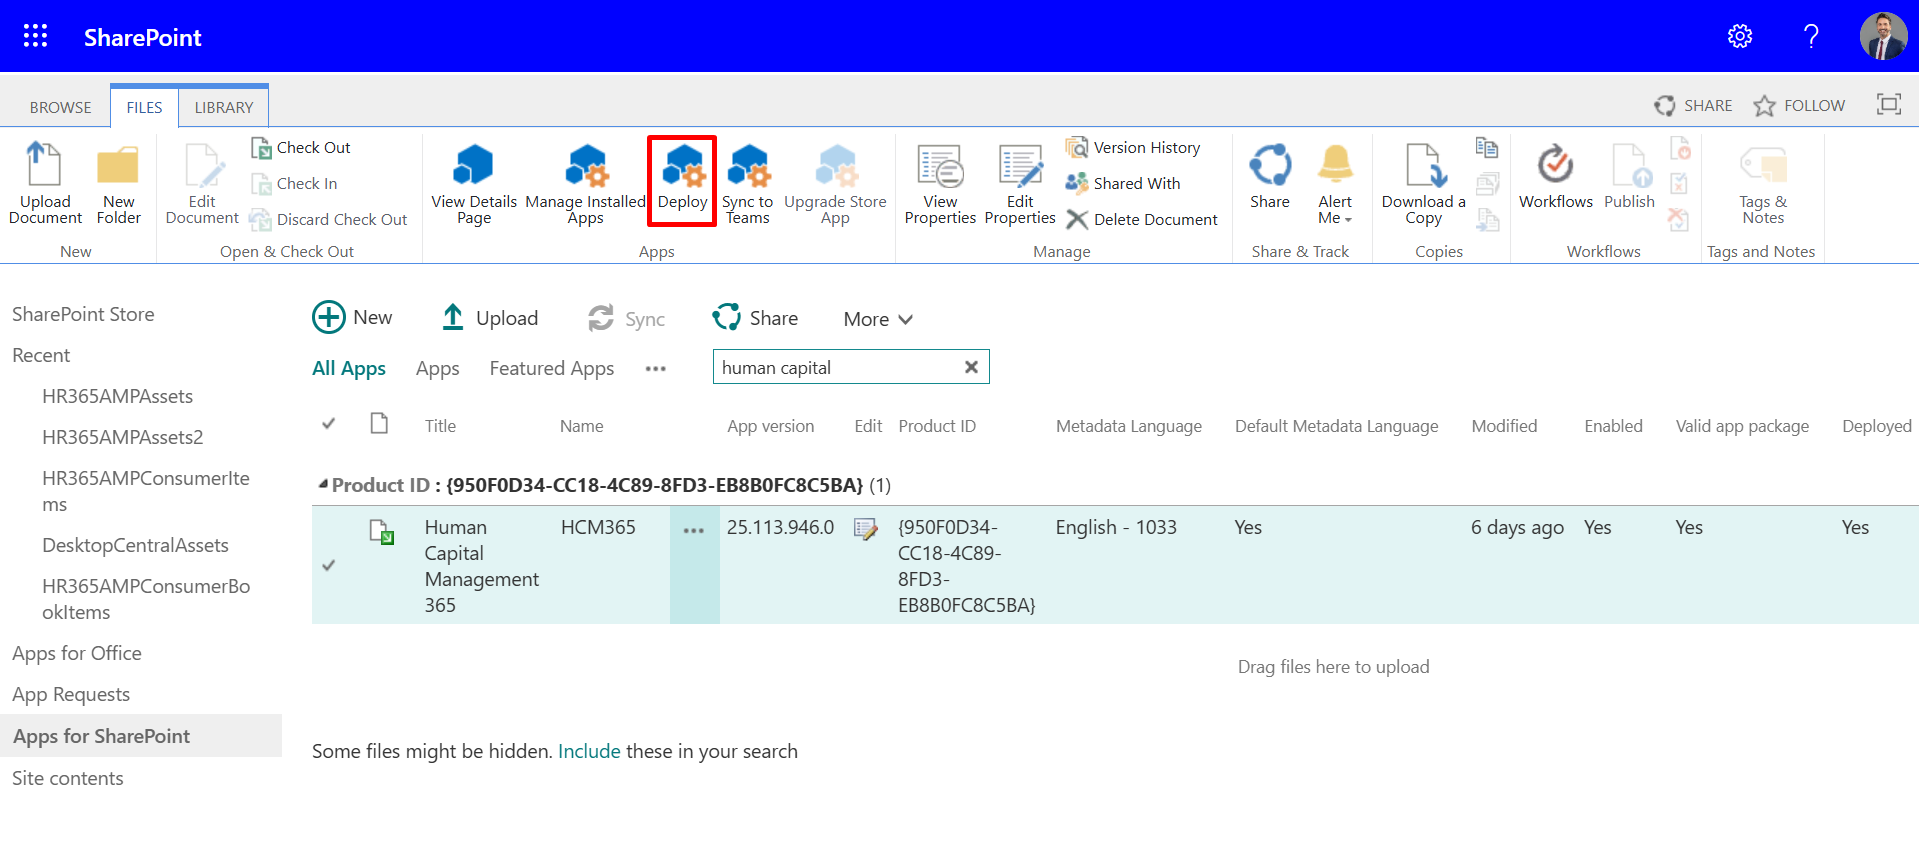 SharePoint
BROWSE FILES LIBRARY SHARE FOLLOW
Upload Document
New Folder
New
Edit Document
Check Out
Check In
Discard Check Out
Open & Check Out
View Details Page
Manage Installed Apps
Deploy
Sync to Teams
Upgrade Store App
Apps
View Properties
Edit Properties
Version History
Shared With
Delete Document
Manage
Share
Alert Me
Share & Track
Download a Copy
Copies
Workflows
Publish
Workflows
Tags & Notes
Tags and Notes
SharePoint Store
Recent
HR365AMPAssets
HR365AMPAssets2
HR365AMPConsumerIte
ms
DesktopCentralAssets
HR365AMPConsumerBo
okItems
Apps for Office
App Requests
Apps for SharePoint
Site contents
New Upload Sync Share More
All Apps Apps Featured Apps ••• human capital
Title Name App version Edit Product ID Metadata Language Default Metadata Language Modified Enabled Valid app package Deployed
Product ID : {950F0D34-CC18-4C89-8FD3-EB8B0FC8C5BA} (1)
Human Capital Management 365 HCM365 ••• 25.113.946.0 {950F0D34-CC18-4C89-8FD3-EB8B0FC8C5BA} English - 1033 Yes 6 days ago Yes Yes Yes
Drag files here to upload
Some files might be hidden. Include these in your search